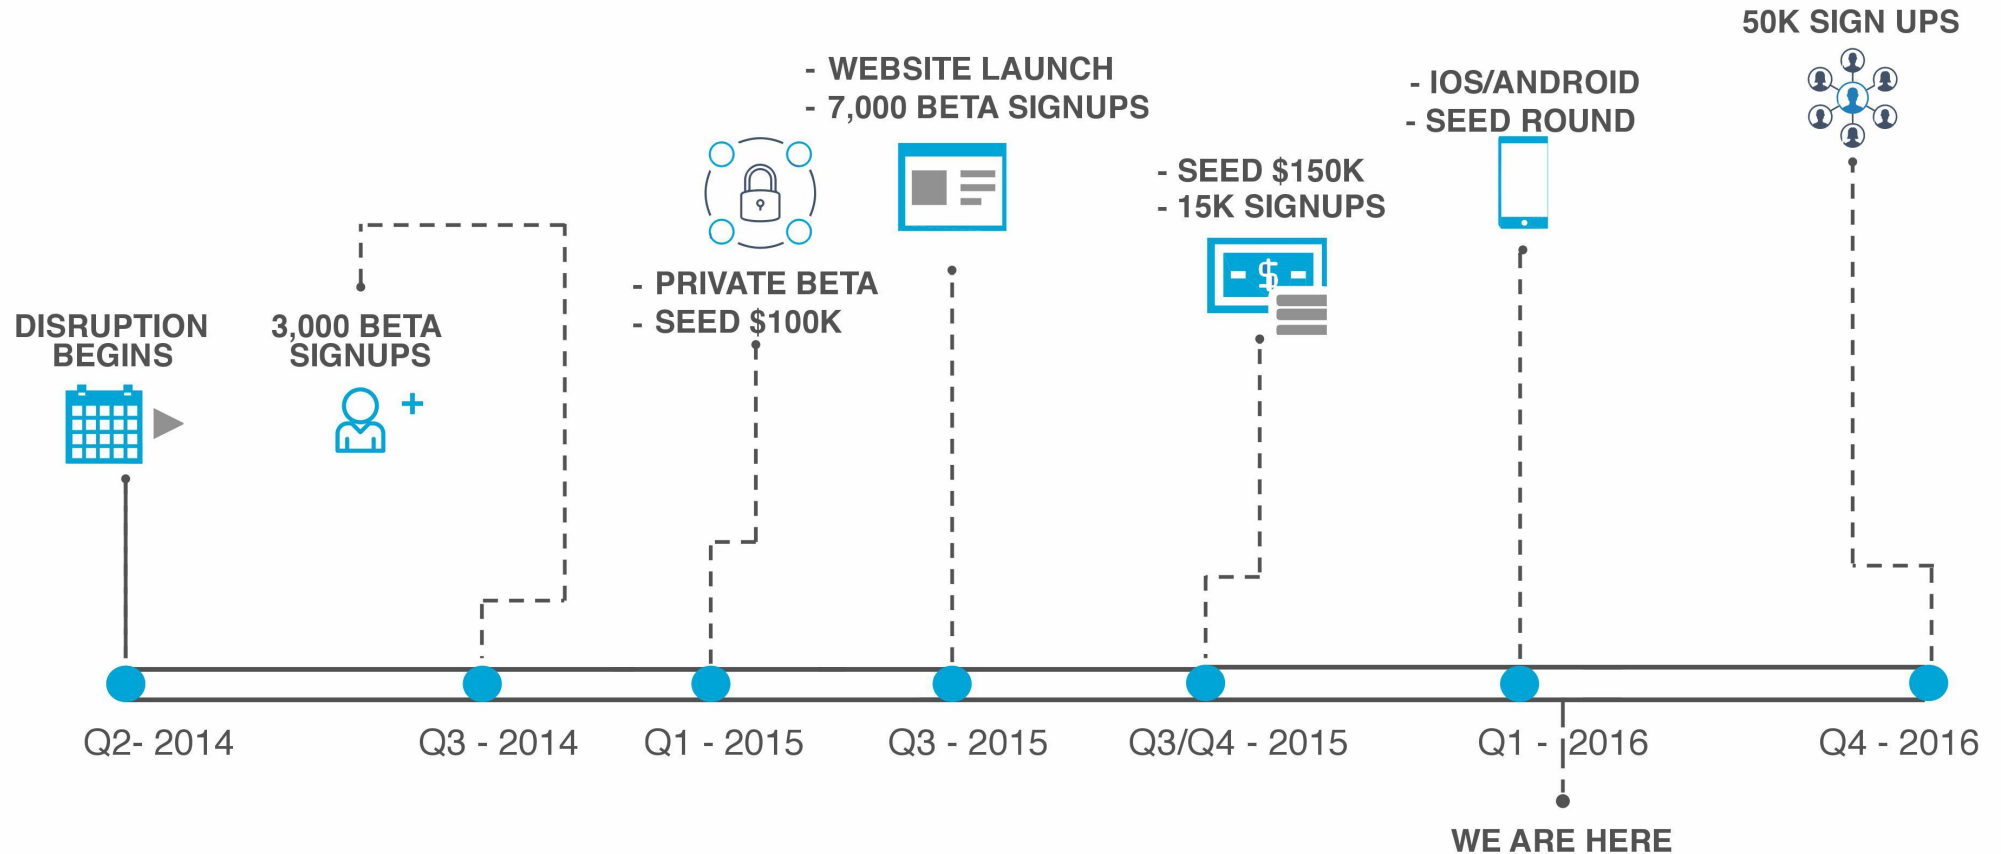 50K SIGN UPS
- WEBSITE LAUNCH
- 7,000 BETA SIGNUPS
- IOS/ANDROID
- SEED ROUND
- SEED $150K
- 15K SIGNUPS
- PRIVATE BETA
- SEED $100K
DISRUPTION
BEGINS
3,000 BETA
SIGNUPS
$
Q2- 2014
Q3 - 2014
Q1 - 2015
Q3 - 2015
Q3/Q4 - 2015
Q1 - 2016
Q4 - 2016
WE ARE HERE